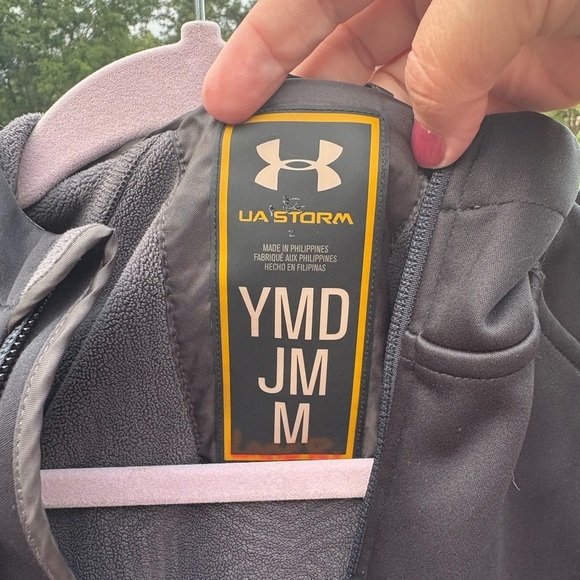 UA STORM
MADE IN PHILIPPINES
FABRIQUÉ AUX PHILIPPINES
HECHO EN FILIPINAS
YMD
JM
M